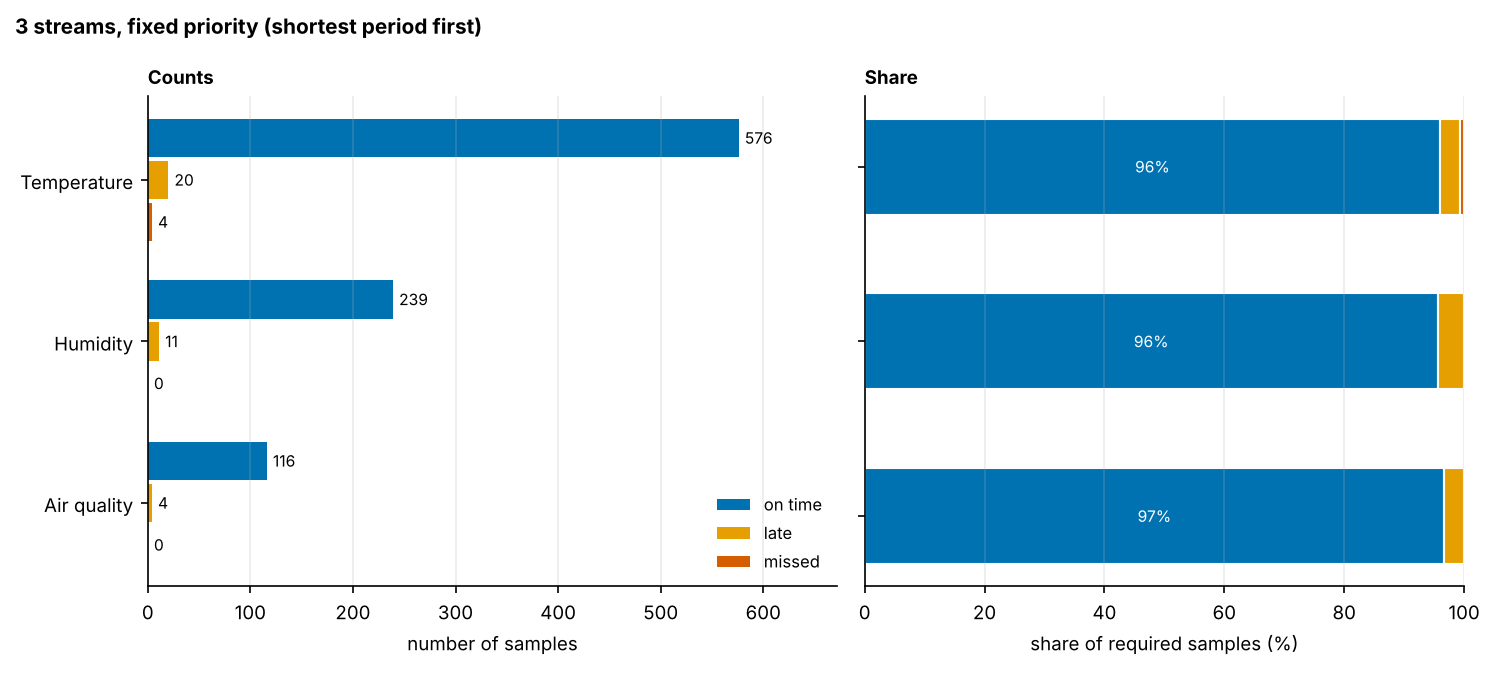 3 streams, fixed priority (shortest period first)
Counts
Temperature
576
20
4
Humidity
239
11
0
Air quality
116
4
0
on time
late
missed
0 100 200 300 400 500 600
number of samples
Share
96%
96%
97%
0 20 40 60 80 100
share of required samples (%)